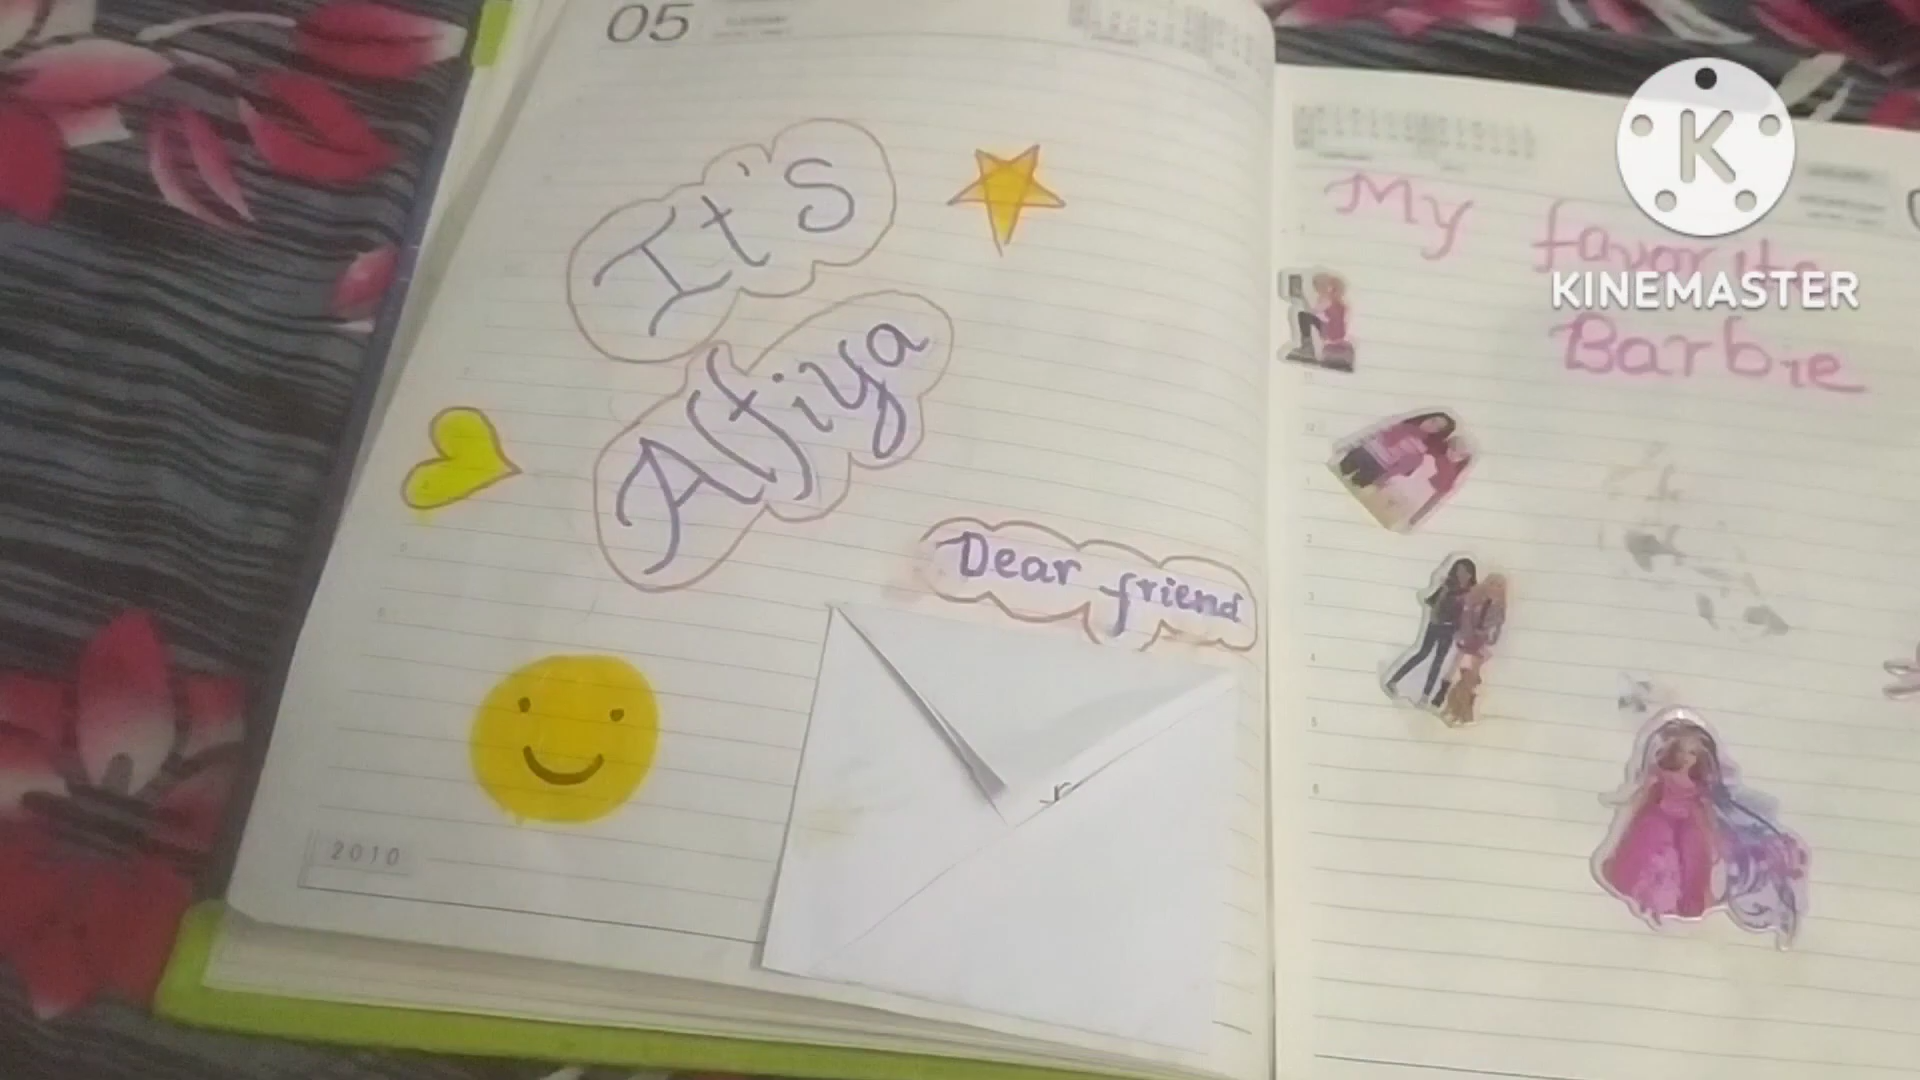 05
It's
Alfiya
Dear friend
2010
My favorite
Barbie
K
KINEMASTER